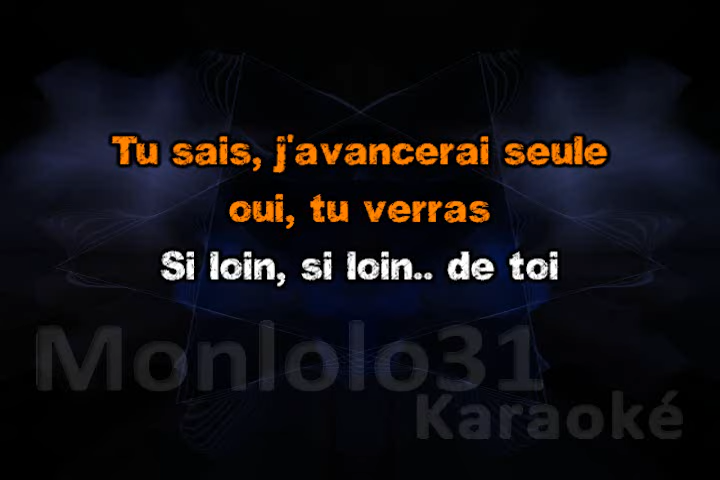 Tu sais, j'avancerai seule
oui, tu verras
Si loin, si loin.. de toi
Monlolo31
Karaoké